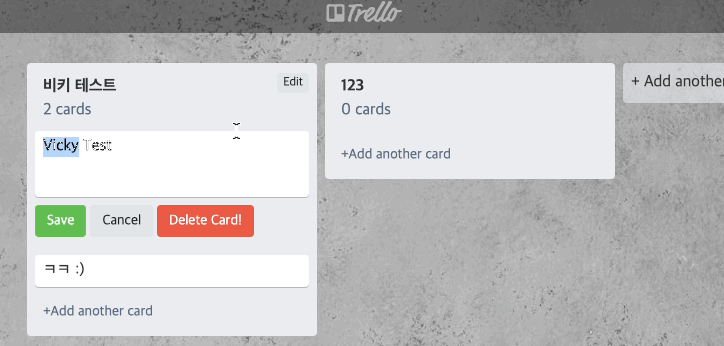 Trello
비키 테스트
Edit
2 cards
Vicky Test
Save
Cancel
Delete Card!
ㅋㅋ :)
+Add another card
123
0 cards
+Add another card
+ Add another